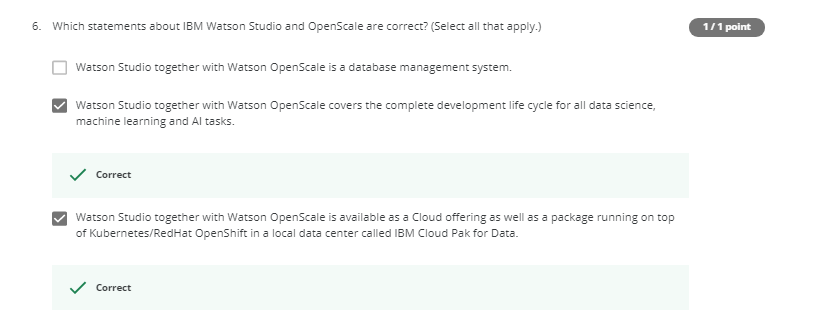 6. Which statements about IBM Watson Studio and OpenScale are correct? (Select all that apply.)
1 / 1 point
Watson Studio together with Watson OpenScale is a database management system.
Watson Studio together with Watson OpenScale covers the complete development life cycle for all data science,
machine learning and AI tasks.
Correct
Watson Studio together with Watson OpenScale is available as a Cloud offering as well as a package running on top
of Kubernetes/RedHat OpenShift in a local data center called IBM Cloud Pak for Data.
Correct